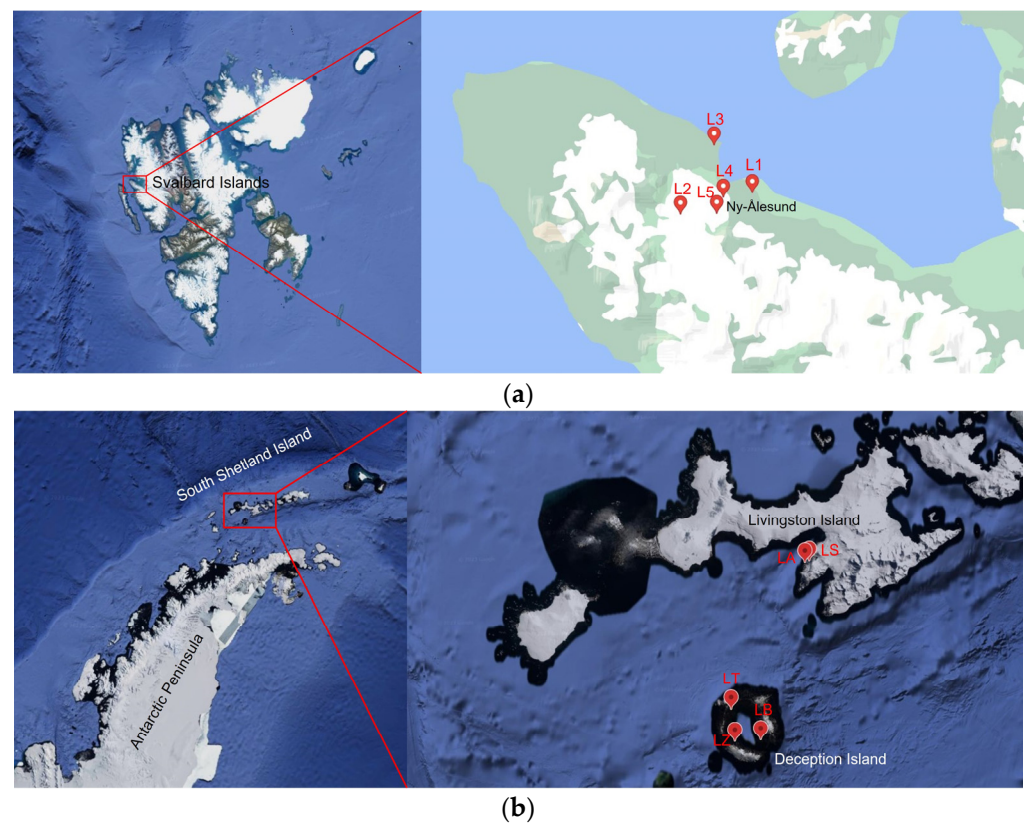 Svalbard Islands
L3
L4
L1
L2
L5
Ny-Ålesund
(a)
South Shetland Island
Antarctic Peninsula
Livingston Island
LA
LS
LT
LB
LZ
Deception Island
(b)